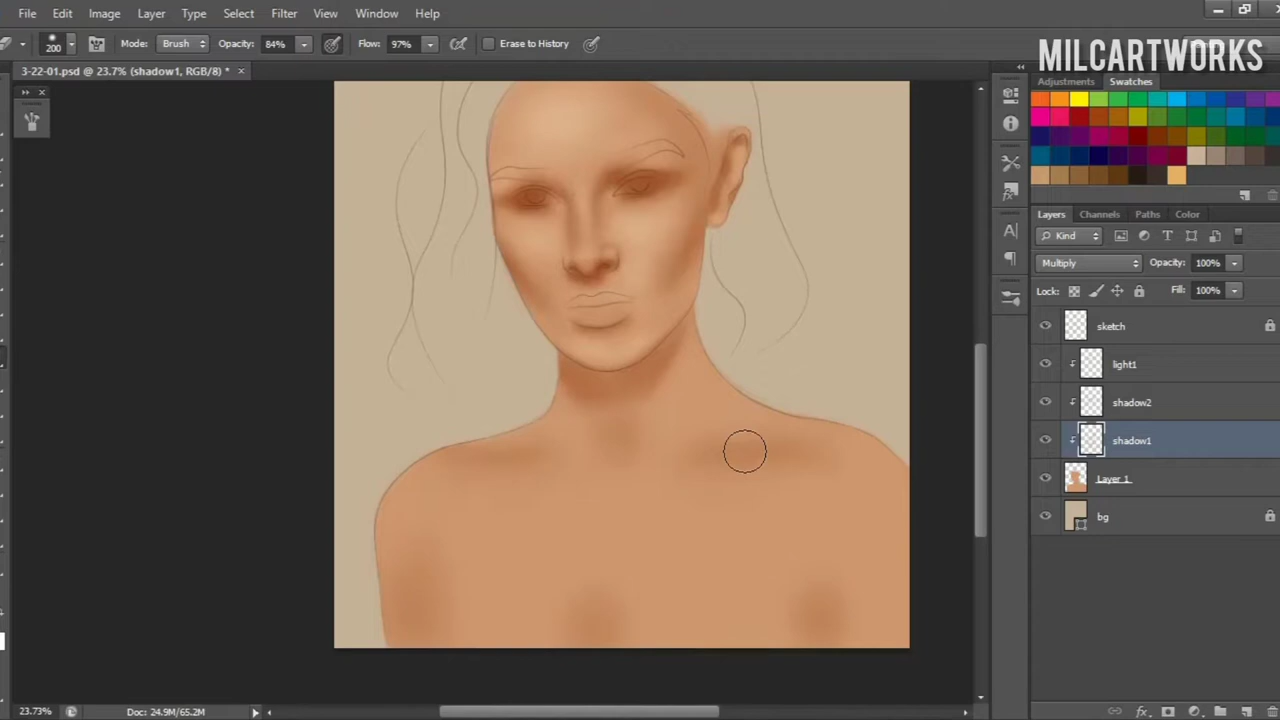 File Edit Image Layer Type Select Filter View Window Help
MILCARTWORKS
200 Mode: Brush Opacity: 84% Flow: 97% Erase to History
3-22-01.psd @ 23.7% (shadow1, RGB/8) *
Adjustments Swatches
Layers Channels Paths Color
Kind
Multiply Opacity: 100%
Lock: Fill: 100%
sketch
light1
shadow2
shadow1
Layer 1
bg
23.73% Doc: 24.9M/65.2M